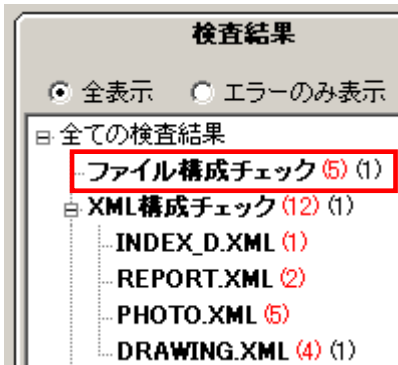 検査結果
全表示 エラーのみ表示
全ての検査結果
ファイル構成チェック (5) (1)
XML構成チェック (12) (1)
INDEX_D.XML (1)
REPORT.XML (2)
PHOTO.XML (5)
DRAWING.XML (4) (1)